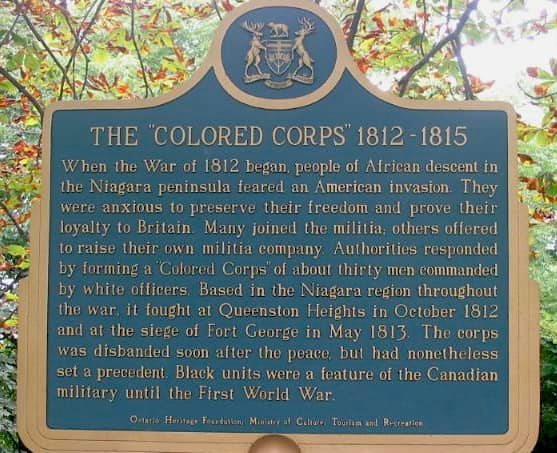 THE "COLORED CORPS" 1812-1815
When the War of 1812 began, people of African descent in
the Niagara peninsula feared an American invasion. They
were anxious to preserve their freedom and prove their
loyalty to Britain. Many joined the militia; others offered
to raise their own militia company. Authorities responded
by forming a "Colored Corps" of about thirty men commanded
by white officers. Based in the Niagara region throughout
the war, it fought at Queenston Heights in October 1812
and at the siege of Fort George in May 1813. The corps
was disbanded soon after the peace, but had nonetheless
set a precedent. Black units were a feature of the Canadian
military until the First World War.
Ontario Heritage Foundation, Ministry of Culture, Tourism and Recreation